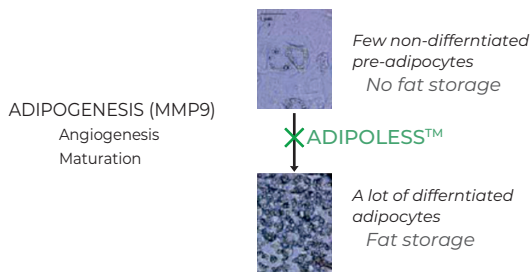 Few non-differntiated
pre-adipocytes
No fat storage
ADIPOGENESIS (MMP9)
Angiogenesis
Maturation
ADIPOLESS™
A lot of differntiated
adipocytes
Fat storage